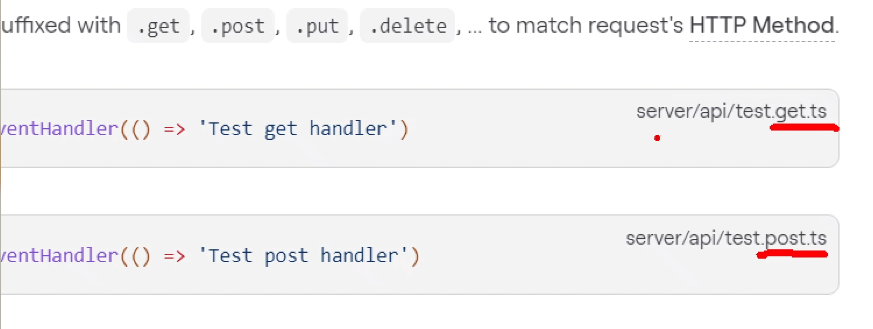 uffixed with .get , .post , .put , .delete , ... to match request's HTTP Method.
server/api/test.get.ts
ventHandler(() => 'Test get handler')
server/api/test.post.ts
ventHandler(() => 'Test post handler')